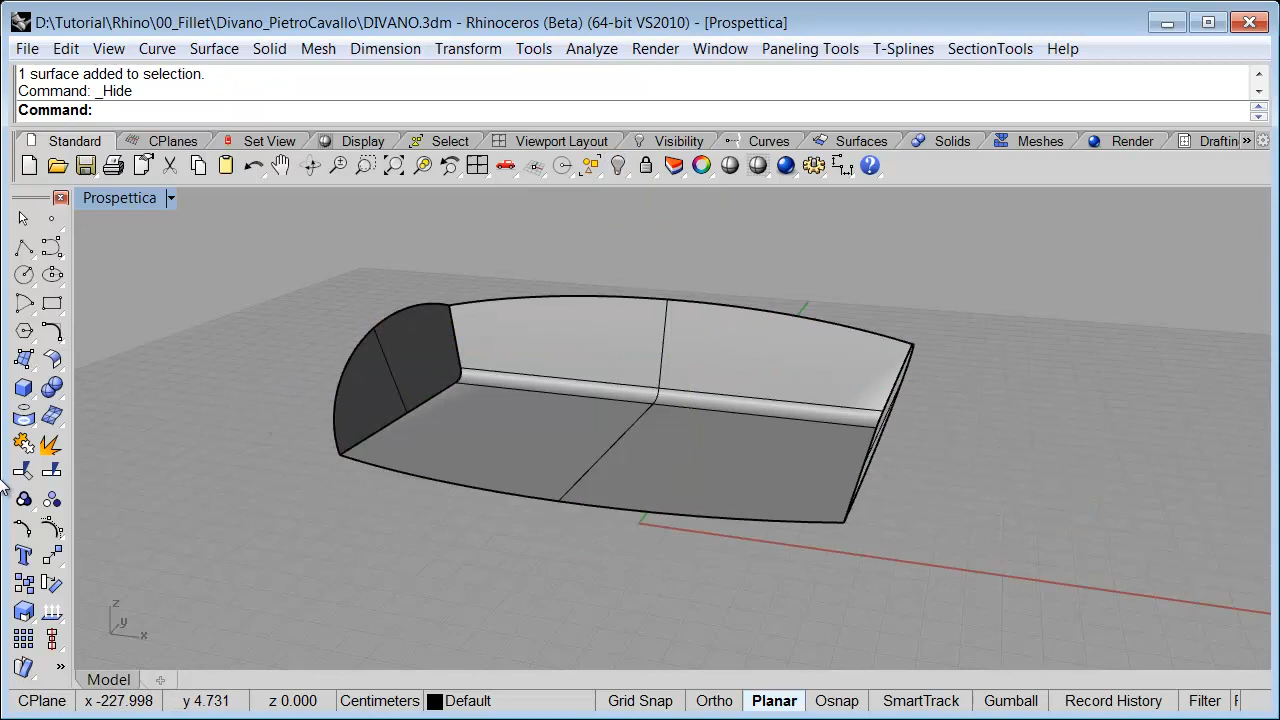 D:\Tutorial\Rhino\00_Fillet\Divano_PietroCavallo\DIVANO.3dm - Rhinoceros (Beta) (64-bit VS2010) - [Prospettica]
File Edit View Curve Surface Solid Mesh Dimension Transform Tools Analyze Render Window Paneling Tools T-Splines SectionTools Help
1 surface added to selection.
Command: _Hide
Command:
Standard CPlanes Set View Display Select ViewportLayout Visibility Curves Surfaces Solids Meshes Render Draftin »
Prospettica
z
y
x
Model
CPlane x -227.998 y 4.731 z 0.000 Centimeters Default Grid Snap Ortho Planar Osnap SmartTrack Gumball Record History Filter